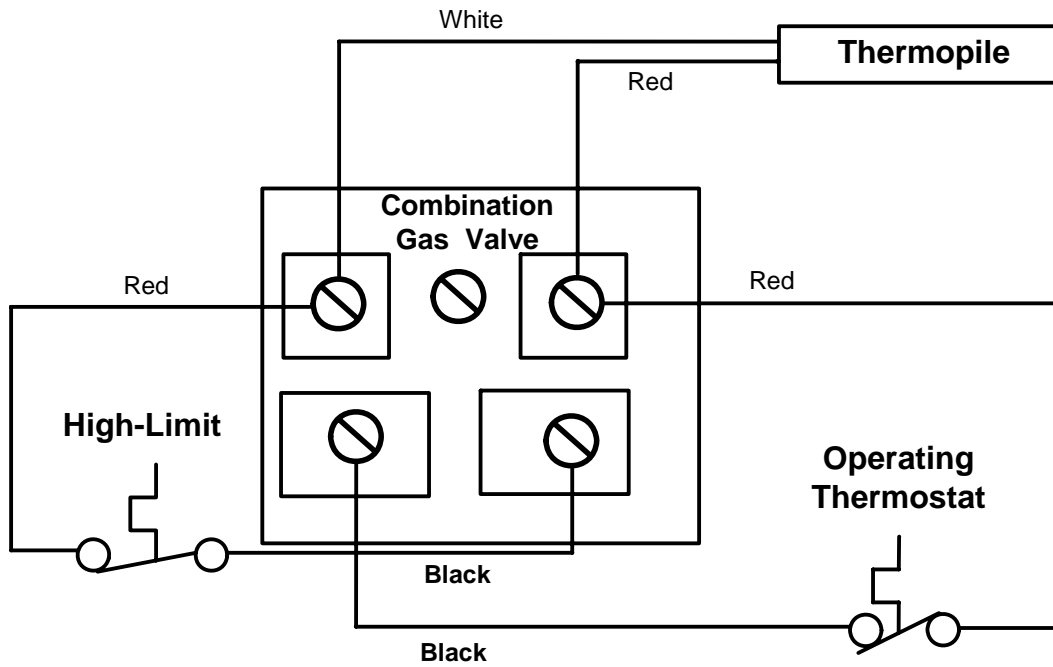 White
Thermopile
Red
Combination
Gas Valve
Red
Red
High-Limit
Operating
Thermostat
Black
Black